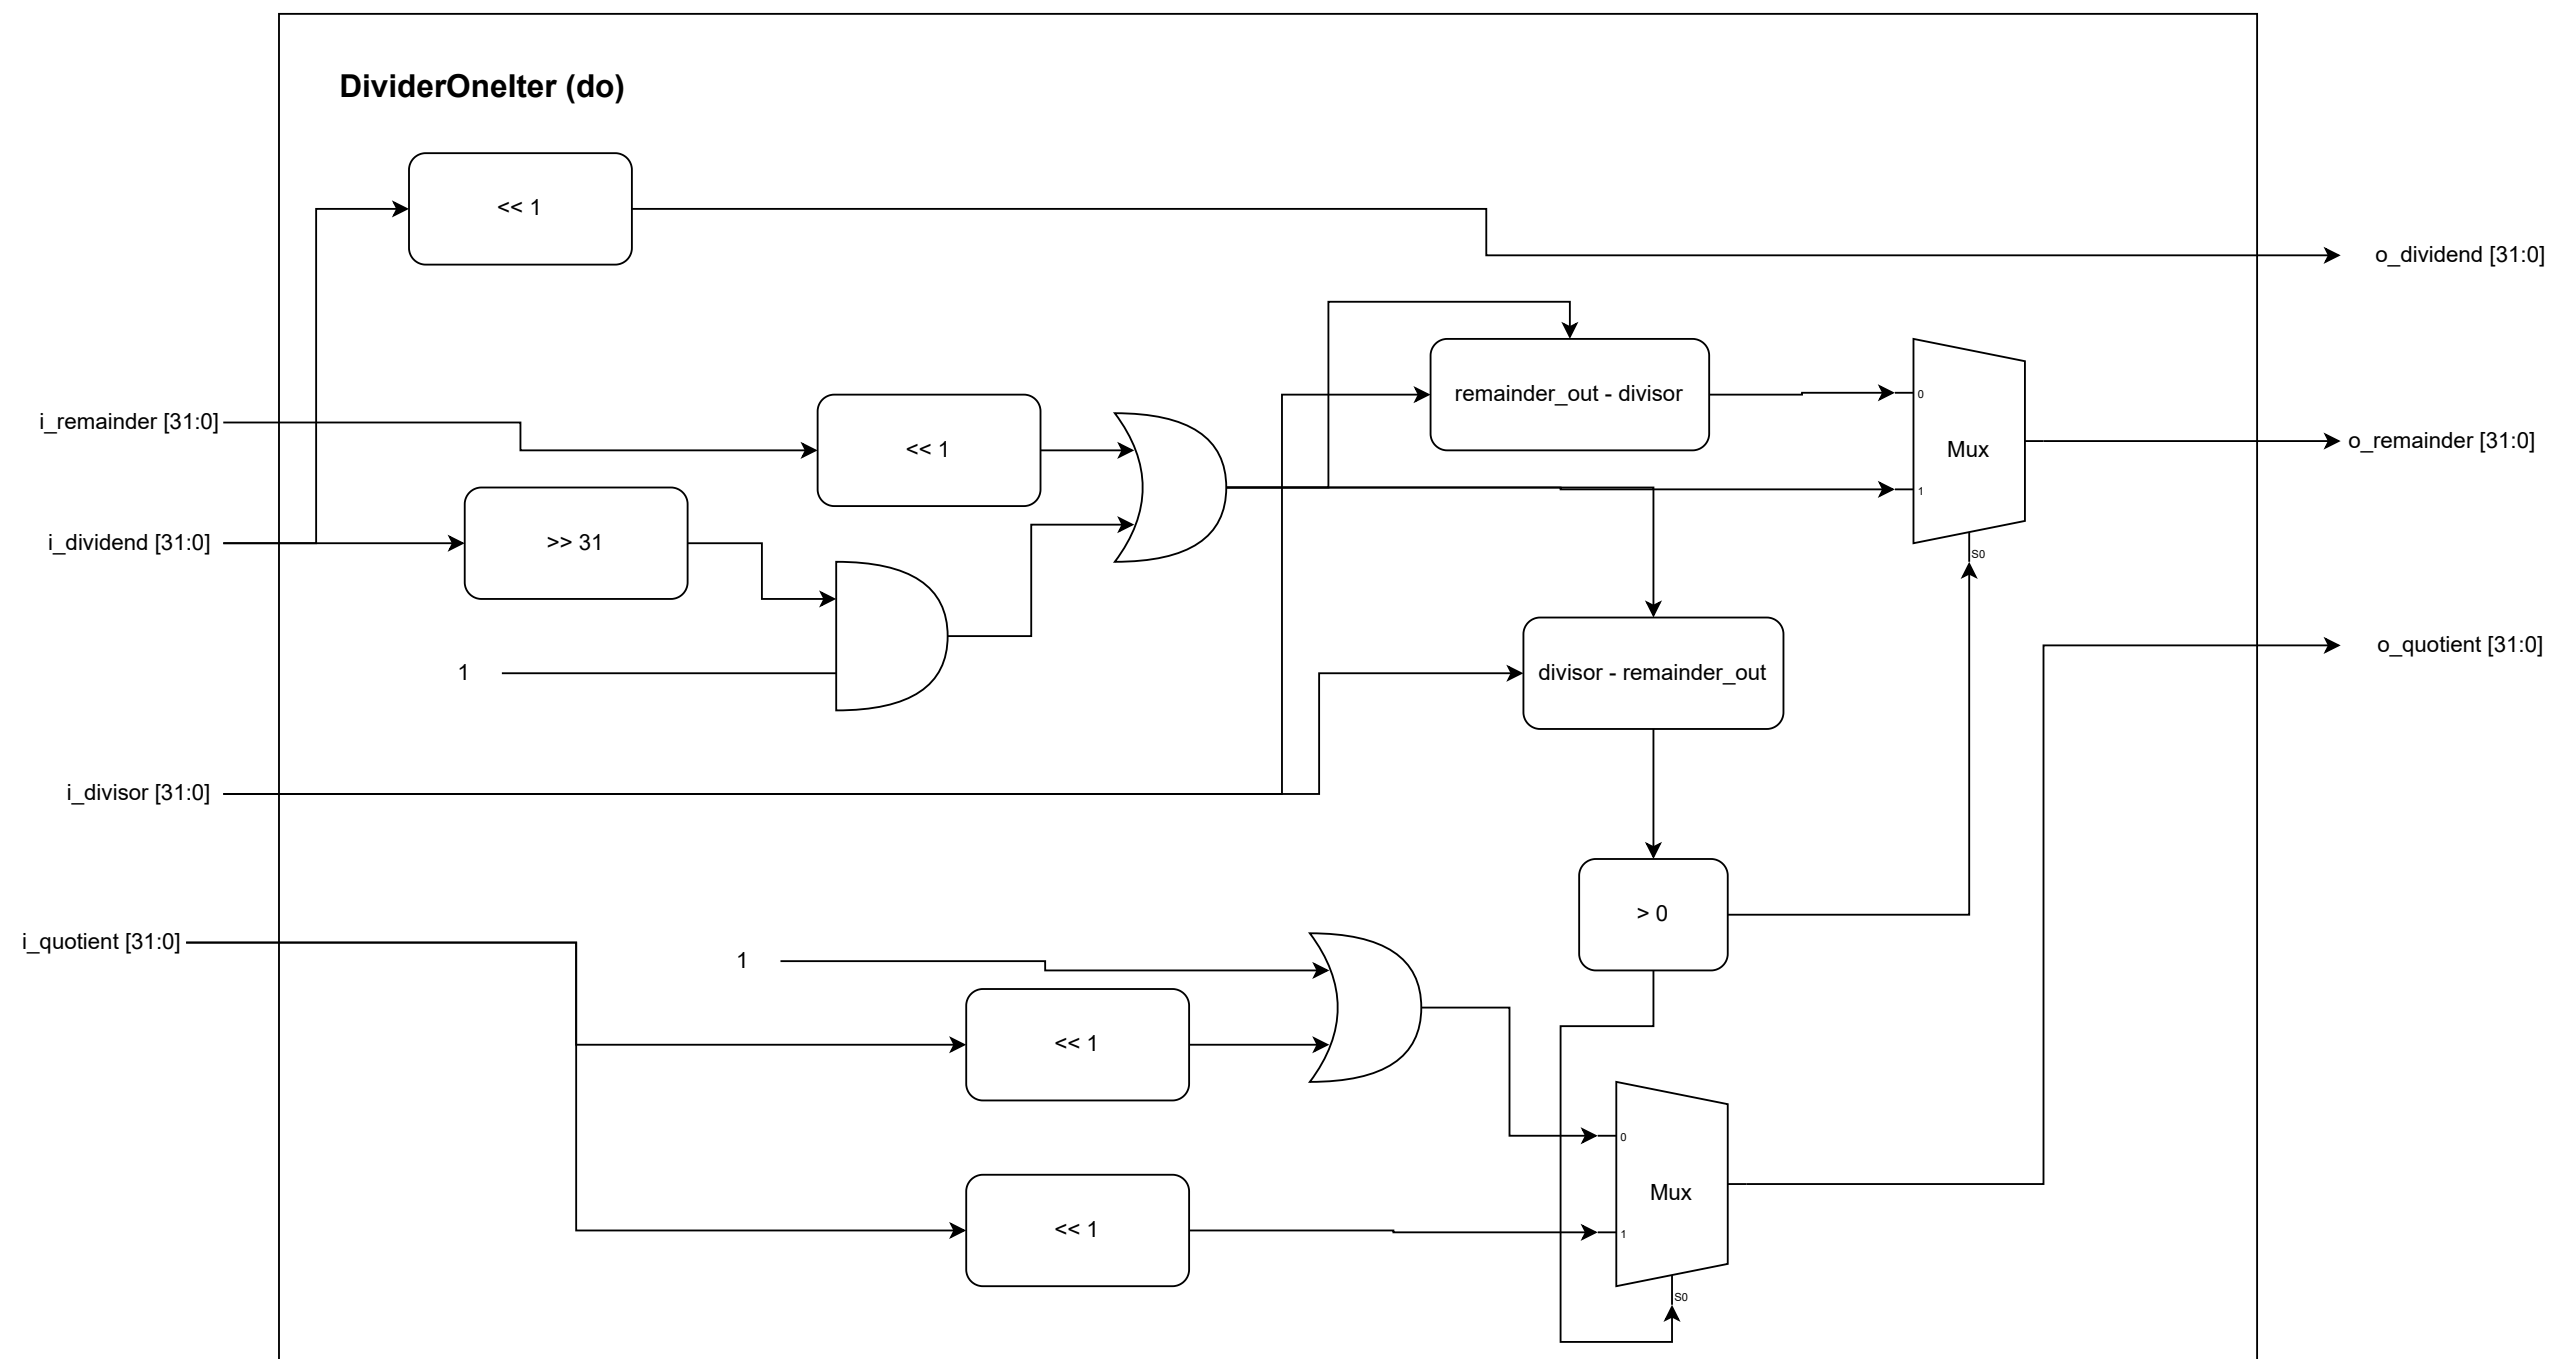 DividerOneIter (do)
<< 1
o_dividend [31:0]
i_remainder [31:0]
<< 1
remainder_out - divisor
0
Mux
1
S0
o_remainder [31:0]
i_dividend [31:0]
>> 31
1
divisor - remainder_out
o_quotient [31:0]
i_divisor [31:0]
> 0
i_quotient [31:0]
1
<< 1
0
Mux
1
S0
<< 1